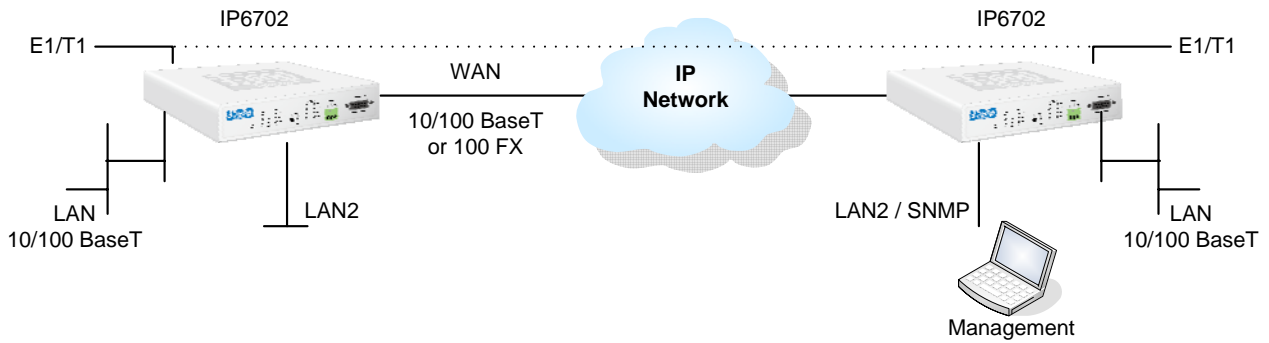 IP6702
IP6702
E1/T1
E1/T1
WAN
IP
Network
10/100 BaseT
or 100 FX
LAN
10/100 BaseT
LAN2
LAN2 / SNMP
LAN
10/100 BaseT
Management